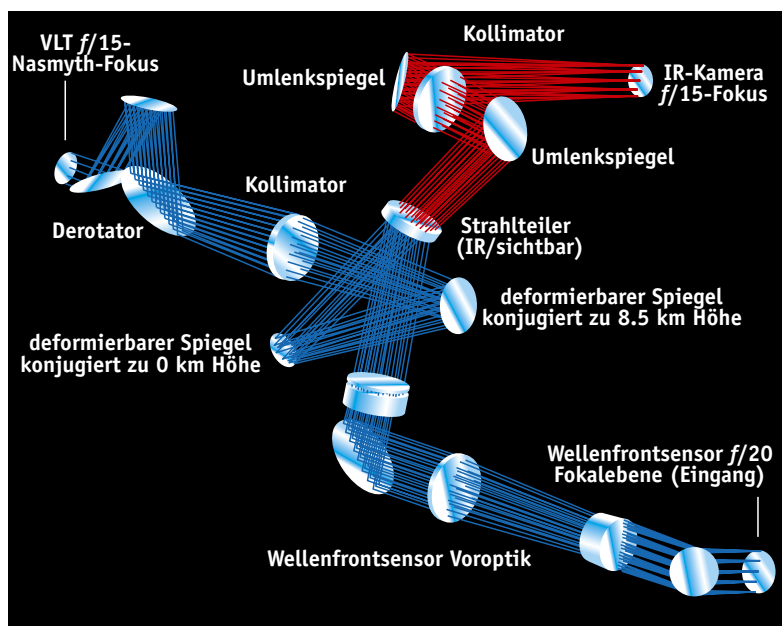 VLT f/15-
Nasmyth-Fokus
Kollimator
Umlenkspiegel
IR-Kamera
f/15-Fokus
Umlenkspiegel
Kollimator
Derotator
Strahlteiler
(IR/sichtbar)
deformierbarer Spiegel
konjugiert zu 8.5 km Höhe
deformierbarer Spiegel
konjugiert zu 0 km Höhe
Wellenfrontsensor f/20
Fokalebene (Eingang)
Wellenfrontsensor Voroptik